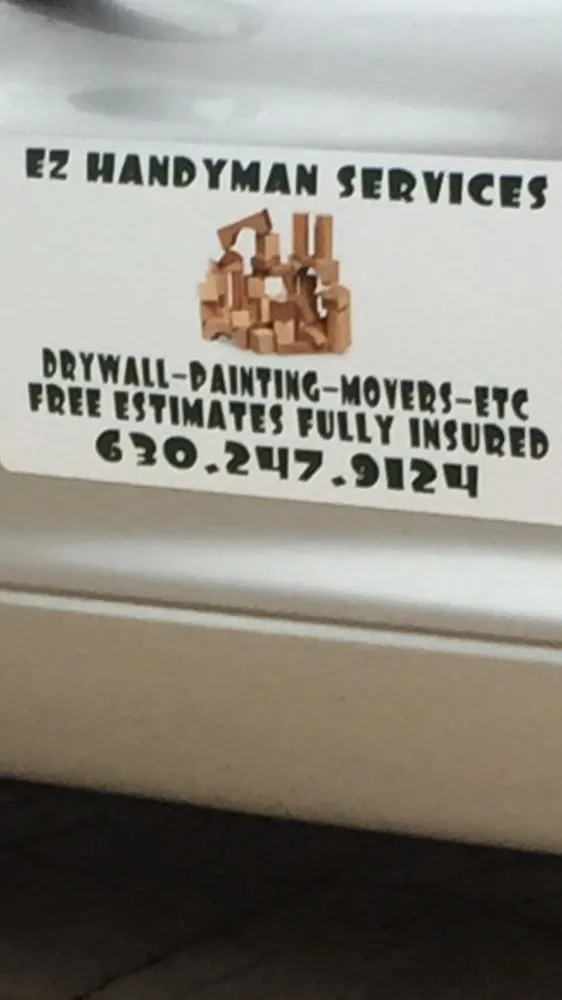 EZ HANDYMAN SERVICES
DRYWALL-PAINTING-MOVERS-ETC
FREE ESTIMATES FULLY INSURED
630.247.9124